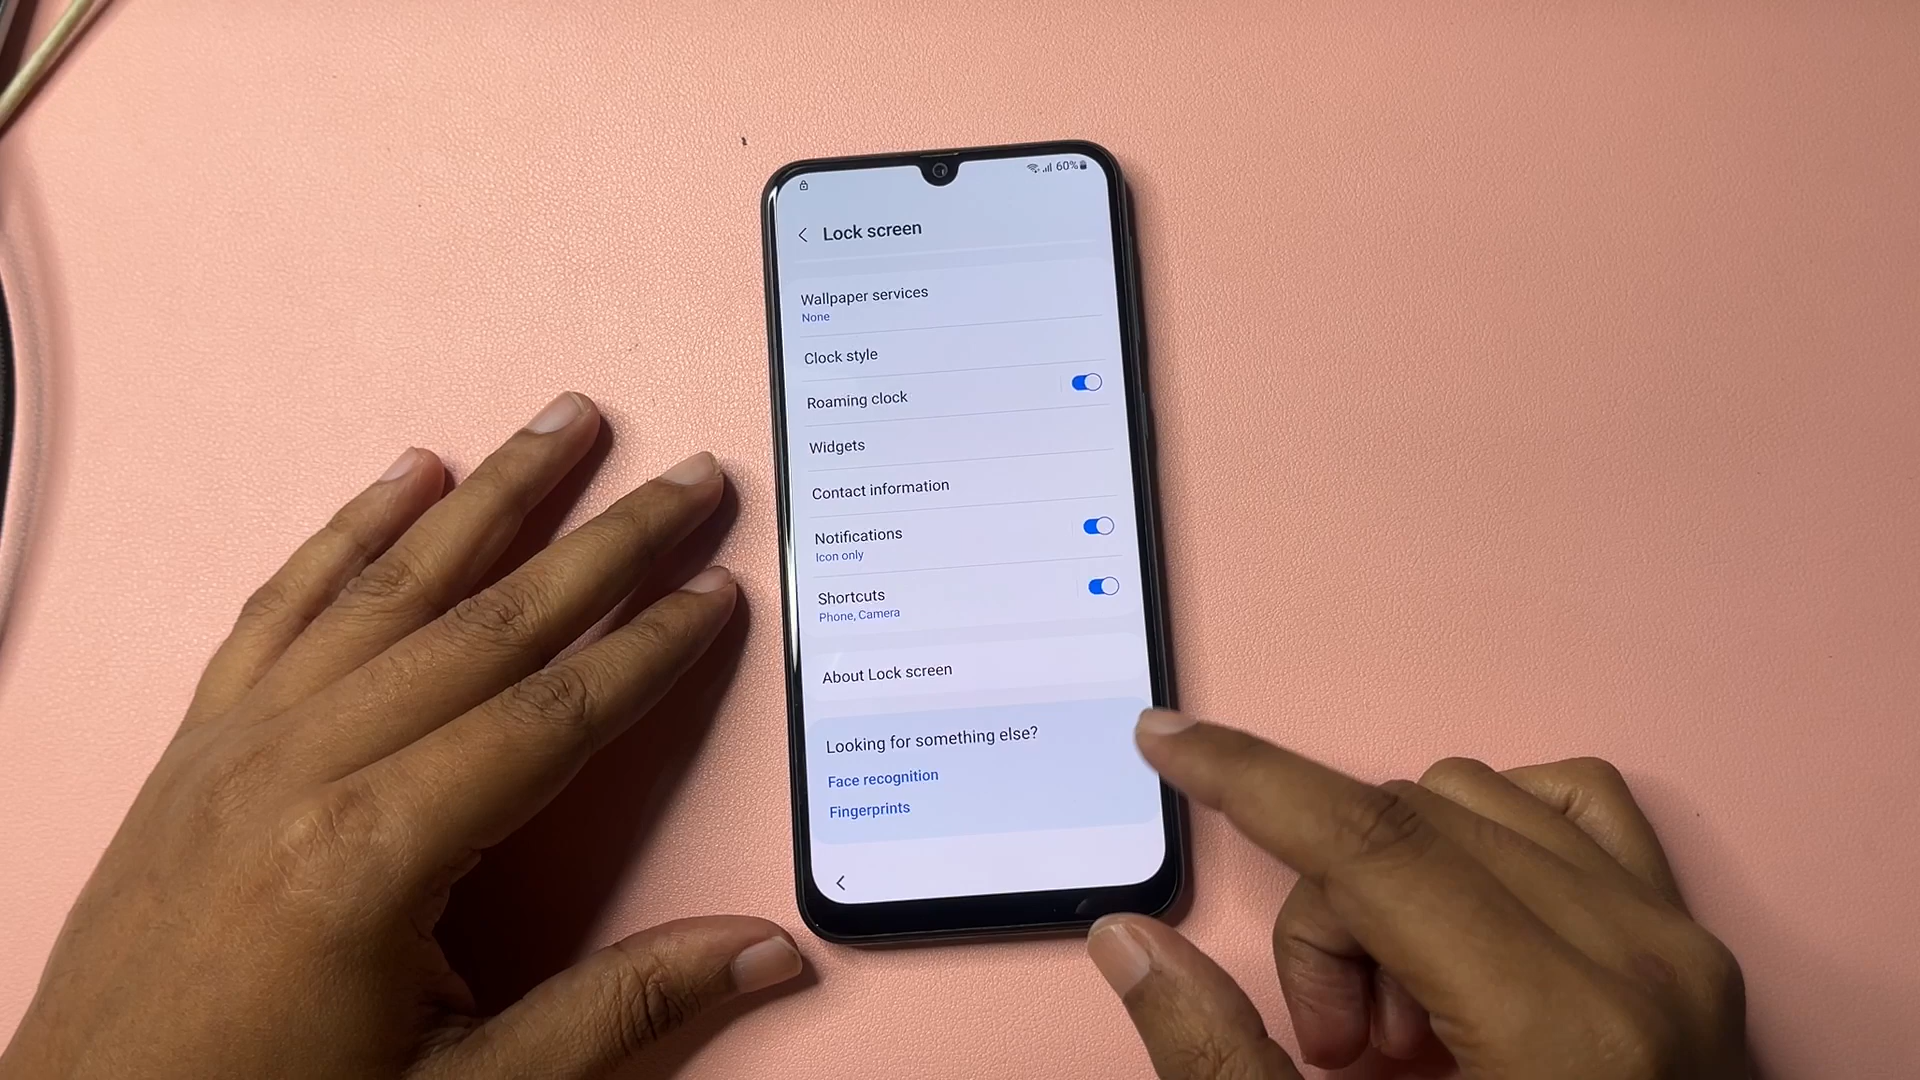 60%
Lock screen
Wallpaper services
None
Clock style
Roaming clock
Widgets
Contact information
Notifications
Icon only
Shortcuts
Phone, Camera
About Lock screen
Looking for something else?
Face recognition
Fingerprints